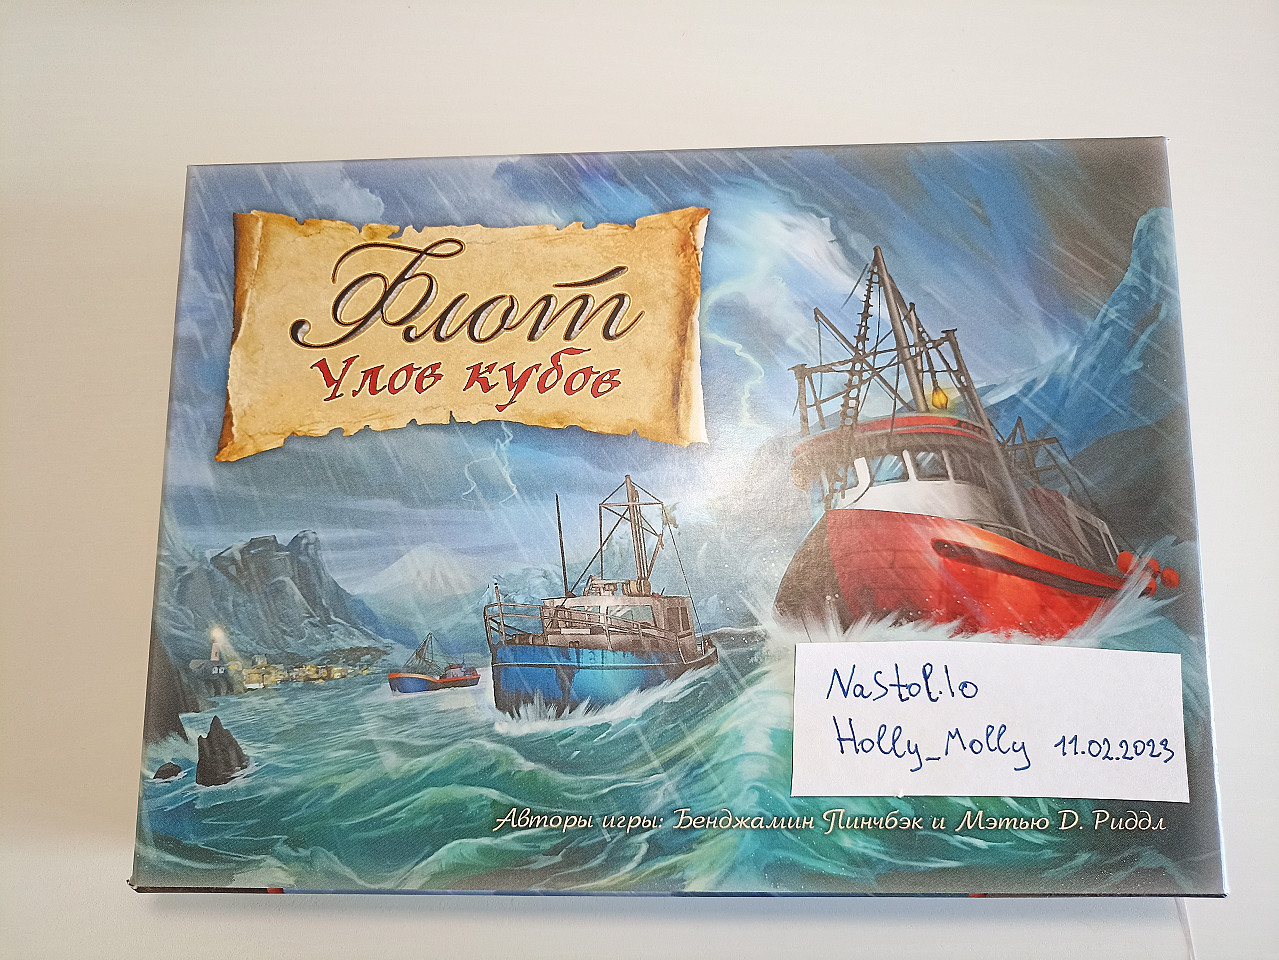 Флот
Улов кубов
Nastol.io
Holly_Molly 11.02.2023
Авторы игры: Бенджамин Пинчбэк и Мэтью Д. Риддл